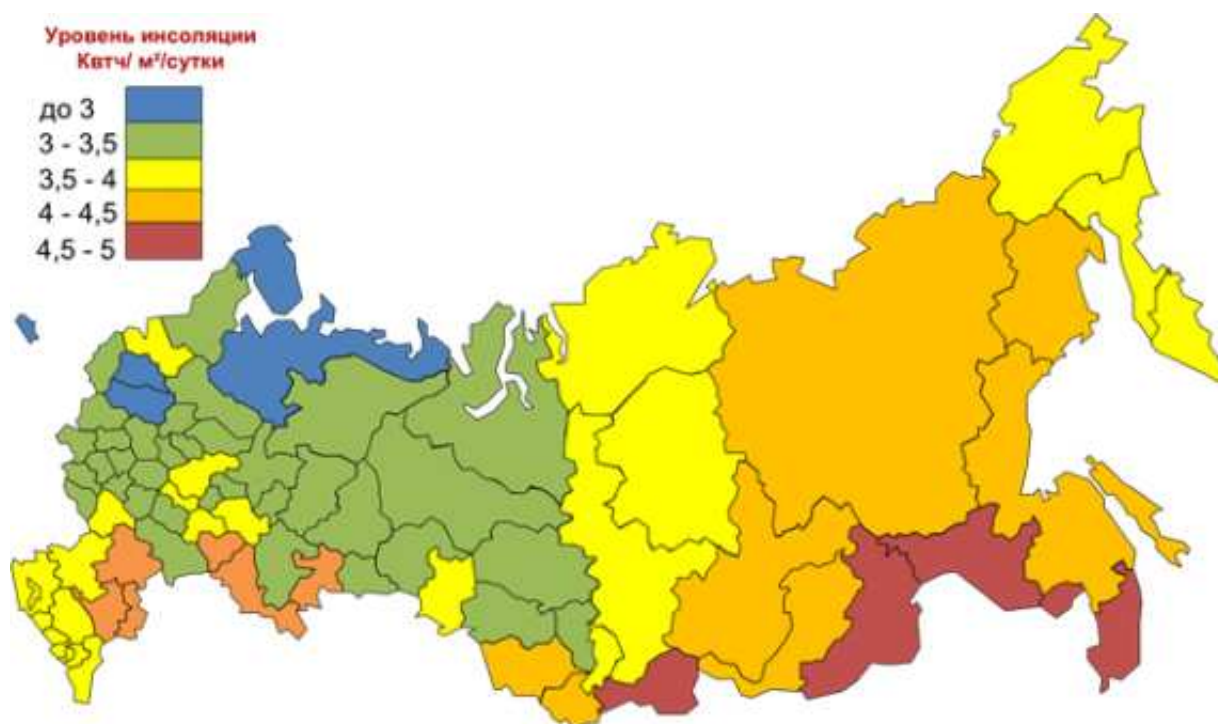 Уровень инсоляции
Квтч/ м²/сутки
до 3
3 - 3,5
3,5 - 4
4 - 4,5
4,5 - 5